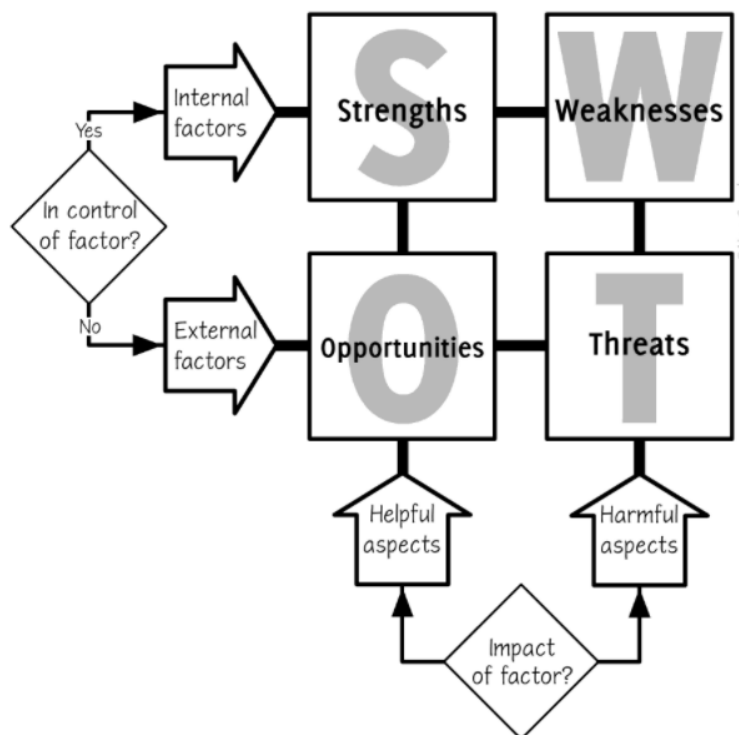 S
W
Internal
factors
Strengths
Weaknesses
Yes
In control
of factor?
No
External
factors
O
T
Opportunities
Threats
Helpful
aspects
Harmful
aspects
Impact
of factor?